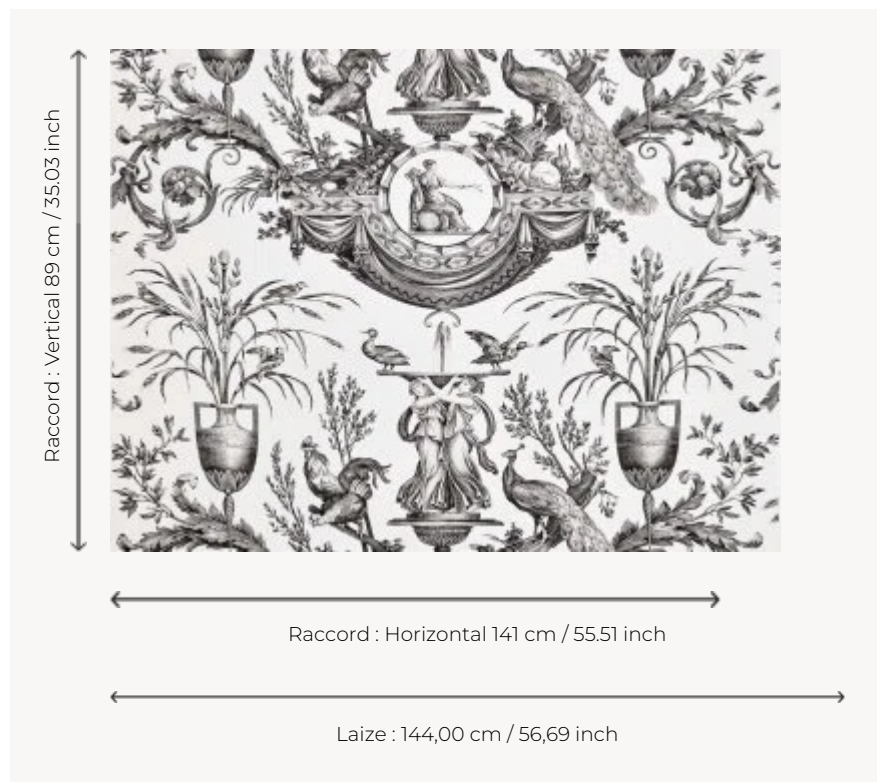 Raccord : Vertical 89 cm / 35.03 inch
Raccord : Horizontal 141 cm / 55.51 inch
Laize : 144,00 cm / 56,69 inch